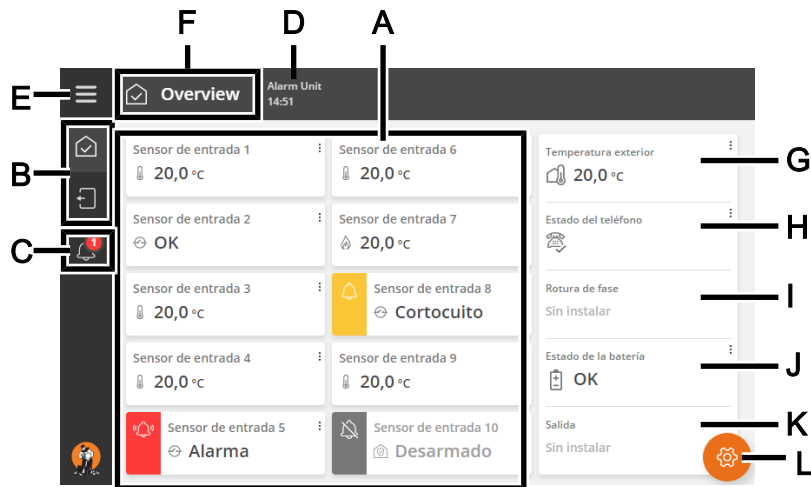 F
D
A
E
Overview
Alarm Unit
14:51
B
C
1
Sensor de entrada 1
20,0 °C
Sensor de entrada 2
OK
Sensor de entrada 3
20,0 °C
Sensor de entrada 4
20,0 °C
Sensor de entrada 5
Alarma
Sensor de entrada 6
20,0 °C
Sensor de entrada 7
20,0 °C
Sensor de entrada 8
Cortocuito
Sensor de entrada 9
20,0 °C
Sensor de entrada 10
Desarmado
Temperatura exterior
20,0 °C
G
Estado del teléfono
H
Rotura de fase
Sin instalar
I
Estado de la batería
OK
J
Salida
Sin instalar
K
L